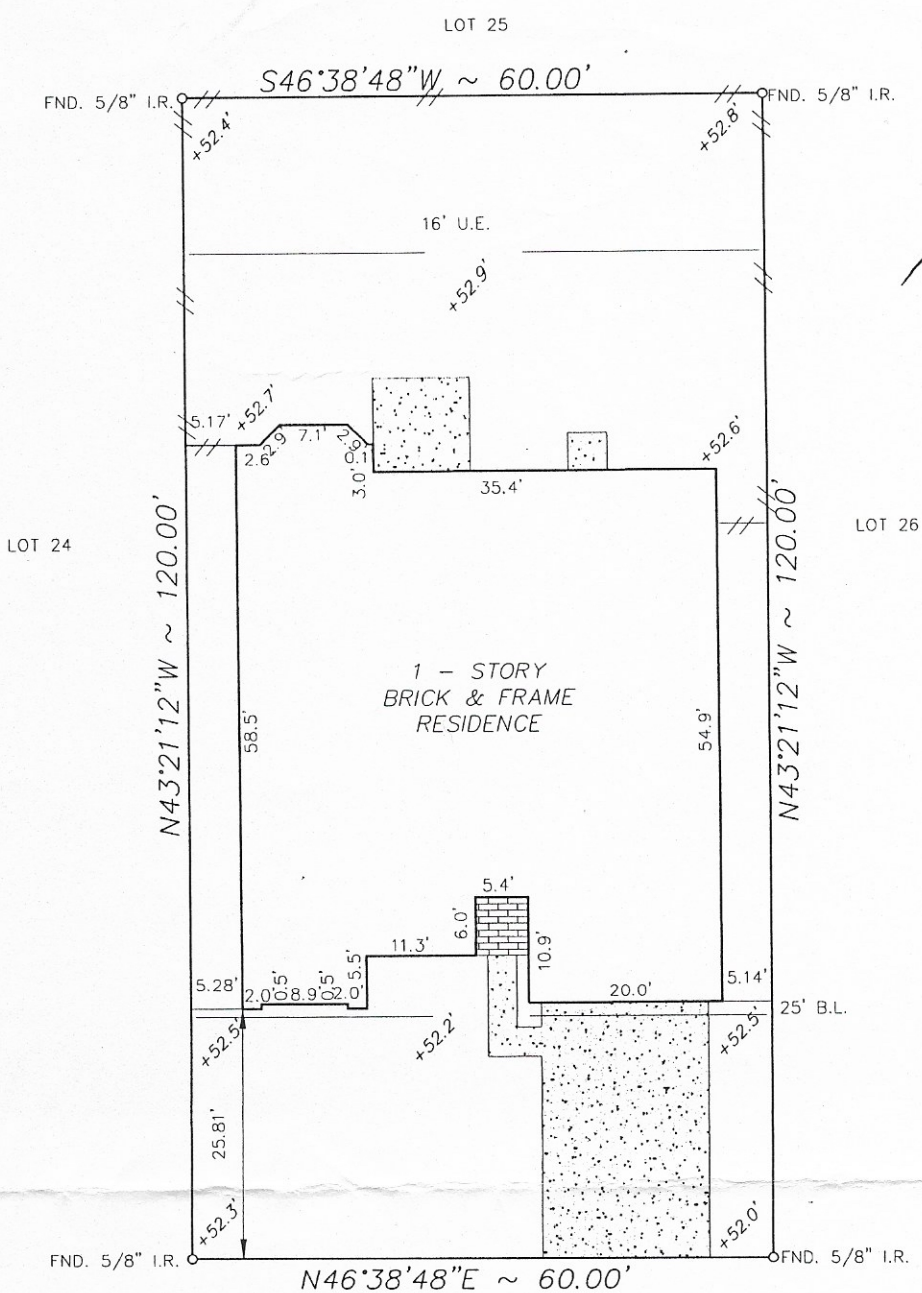 LOT 25
S46°38'48"W ~ 60.00'
FND. 5/8" I.R.
FND. 5/8" I.R.
+52.4'
+52.8'
16' U.E.
+52.9'
5.17'
+52.7'
2.6'
2.9'
7.1'
2.9'
0.1'
3.0'
35.4'
+52.6'
LOT 24
N43°21'12"W ~ 120.00'
N43°21'12"W ~ 120.00'
LOT 26
1 - STORY
BRICK & FRAME
RESIDENCE
58.5'
54.9'
5.4'
6.0'
11.3'
10.9'
5.5'
5.28'
2.0'
0.5'
8.9'
0.5'
2.0'
20.0'
5.14'
25' B.L.
+52.5'
+52.2'
+52.5'
25.81'
+52.3'
+52.0'
FND. 5/8" I.R.
FND. 5/8" I.R.
N46°38'48"E ~ 60.00'